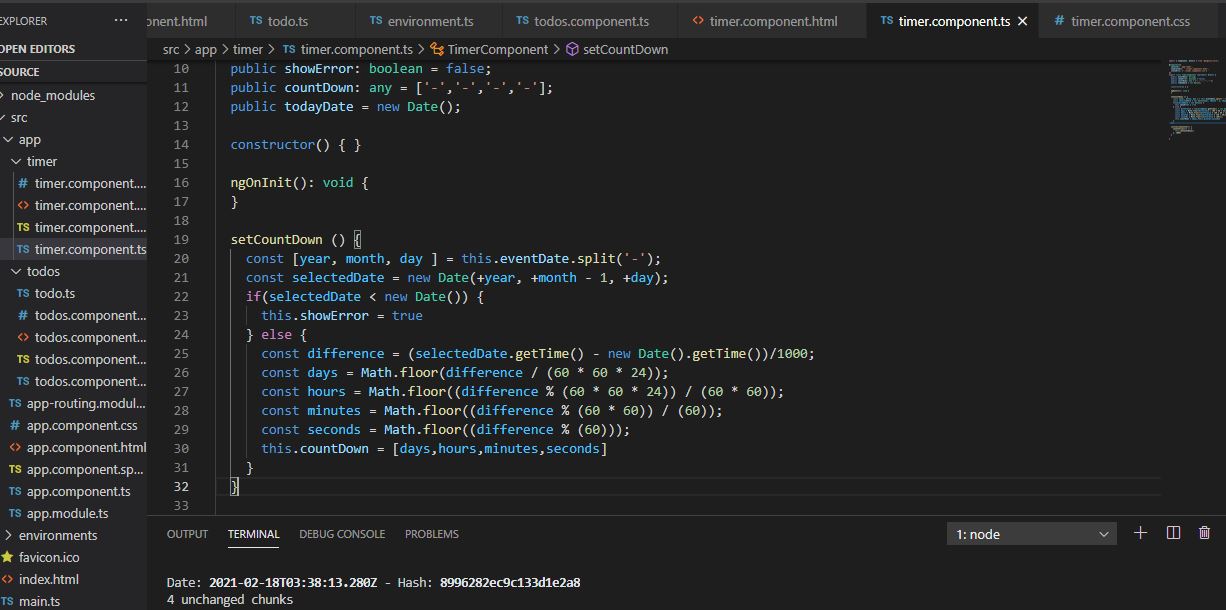 EXPLORER ...
onent.html
TS todo.ts
TS environment.ts
TS todos.component.ts
<> timer.component.html
TS timer.component.ts ×
# timer.component.css
OPEN EDITORS
SOURCE
node_modules
src
app
timer
# timer.component....
<> timer.component....
TS timer.component....
TS timer.component.ts
todos
TS todo.ts
# todos.component...
<> todos.component...
TS todos.component...
TS todos.component...
TS app-routing.modul...
# app.component.css
<> app.component.html
TS app.component.sp...
TS app.component.ts
TS app.module.ts
environments
favicon.ico
<> index.html
TS main.ts
src > app > timer > TS timer.component.ts > TimerComponent > setCountDown
10 public showError: boolean = false;
11 public countDown: any = ['-','-','-','-'];
12 public todayDate = new Date();
13
14 constructor() { }
15
16 ngOnInit(): void {
17 }
18
19 setCountDown () {
20 const [year, month, day ] = this.eventDate.split('-');
21 const selectedDate = new Date(+year, +month - 1, +day);
22 if(selectedDate < new Date()) {
23 this.showError = true
24 } else {
25 const difference = (selectedDate.getTime() - new Date().getTime())/1000;
26 const days = Math.floor(difference / (60 * 60 * 24));
27 const hours = Math.floor((difference % (60 * 60 * 24)) / (60 * 60));
28 const minutes = Math.floor((difference % (60 * 60)) / (60));
29 const seconds = Math.floor((difference % (60)));
30 this.countDown = [days,hours,minutes,seconds]
31 }
32 }
33
OUTPUT TERMINAL DEBUG CONSOLE PROBLEMS
1: node
Date: 2021-02-18T03:38:13.280Z - Hash: 8996282ec9c133d1e2a8
4 unchanged chunks